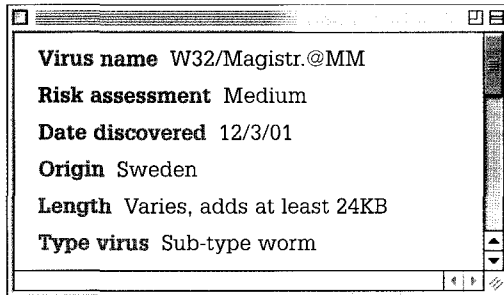 Virus name W32/Magistr.@MM
Risk assessment Medium
Date discovered 12/3/01
Origin Sweden
Length Varies, adds at least 24KB
Type virus Sub-type worm